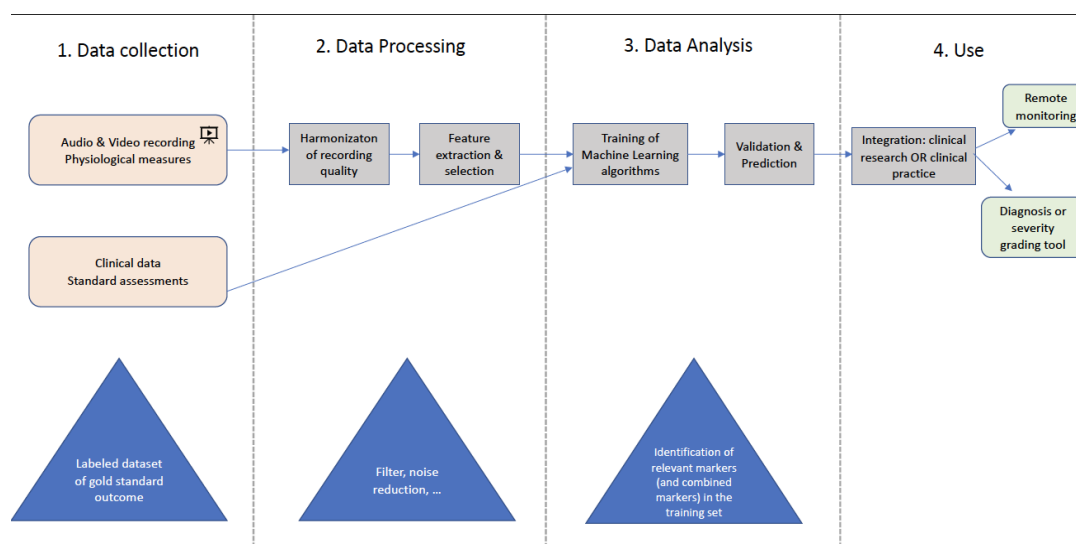 1. Data collection
2. Data Processing
3. Data Analysis
4. Use
Audio & Video recording
Physiological measures
Clinical data
Standard assessments
Harmonizaton
of recording
quality
Feature
extraction &
selection
Training of
Machine Learning
algorithms
Validation &
Prediction
Integration: clinical
research OR clinical
practice
Remote
monitoring
Diagnosis or
severity
grading tool
Labeled dataset
of gold standard
outcome
Filter, noise
reduction, ...
Identification of
relevant markers
(and combined
markers) in the
training set